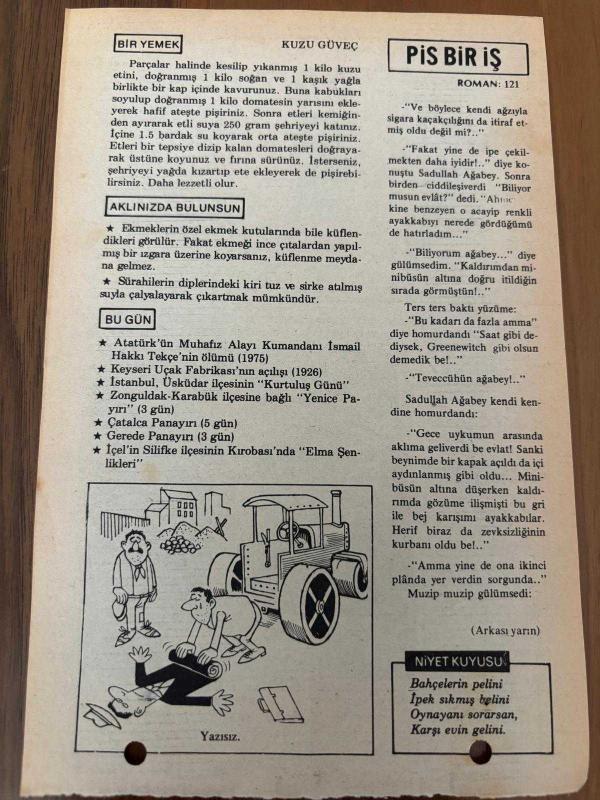 BİR YEMEK
KUZU GÜVEÇ
Parçalar halinde kesilip yıkanmış 1 kilo kuzu
etini, doğranmış 1 kilo soğan ve 1 kaşık yağla
birlikte bir kap içinde kavurunuz. Buna kabukları
soyulup doğranmış 1 kilo domatesin yarısını ekle-
yerek hafif ateşte pişiriniz. Sonra etleri kemiğin-
den ayırarak etli suya 250 gram şehriyeyi katınız.
İçine 1.5 bardak su koyarak orta ateşte pişiriniz.
Etleri bir tepsiye dizip kalan domatesleri doğraya-
rak üstüne koyunuz ve fırına sürünüz. İsterseniz,
şehriyeyi yağda kızartıp ete ekleyerek de pişirebi-
lirsiniz. Daha lezzetli olur.
AKLINIZDA BULUNSUN
★ Ekmeklerin özel ekmek kutularında bile küflen-
dikleri görülür. Fakat ekmeği ince çıtalardan yapıl-
mış bir ızgara üzerine koyarsanız, küflenme meyda-
na gelmez.
★ Sürahilerin diplerindeki kiri tuz ve sirke atılmış
suyla çalyalayarak çıkartmak mümkündür.
BU GÜN
★ Atatürk'ün Muhafız Alayı Kumandanı İsmail
Hakkı Tekçe'nin ölümü (1975)
★ Keyseri Uçak Fabrikası'nın açılışı (1926)
★ İstanbul, Üsküdar ilçesinin "Kurtuluş Günü"
★ Zonguldak-Karabük ilçesine bağlı "Yenice Pa-
yırı" (3 gün)
★ Çatalca Panayırı (5 gün)
★ Gerede Panayırı (3 gün)
★ İçel'in Silifke ilçesinin Kırobası'nda "Elma Şen-
likleri"
Yazısız.
PİS BİR İŞ
ROMAN: 121
-"Ve böylece kendi ağzıyla
sigara kaçakçılığını da itiraf et-
miş oldu değil mi?.."
-"Fakat yine de ipe çekil-
mekten daha iyidir!.." diye ko-
nuştu Sadullah Ağabey. Sonra
birden ciddileşiverdi "Biliyor
musun evlât?" dedi.
kine benzeyen o acayip renkli
ayakkabıyı nerede gördüğümü
de hatırladım..."
-"Biliyorum ağabey..." diye
gülümsedim. "Kaldırımdan mi-
nibüsün altına doğru itildiğin
sırada görmüştün!.."
Ters ters baktı yüzüme:
-"Bu kadarı da fazla amma"
diye homurdandı "Saat gibi de-
diysek, Greenewitch gibi olsun
demedik be!.."
-"Teveccühün ağabey!.."
Sadullah Ağabey kendi ken-
dine homurdandı:
-"Gece uykumun arasında
aklıma geliverdi be evlat! Sanki
beynimde bir kapak açıldı da içi
aydınlanmış gibi oldu... Mini-
büsün altına düşerken kaldı-
rımda gözüme ilişmişti bu gri
ile bej karışımı ayakkabılar.
Herif biraz da zevksizliğinin
kurbanı oldu be!.."
-"Amma yine de ona ikinci
plânda yer verdin sorgunda.."
Muzip muzip gülümsedi:
(Arkası yarın)
NİYET KUYUSU
Bahçelerin pelini
İpek sıkmış belini
Oynayanı sorarsan,
Karşı evin gelini.